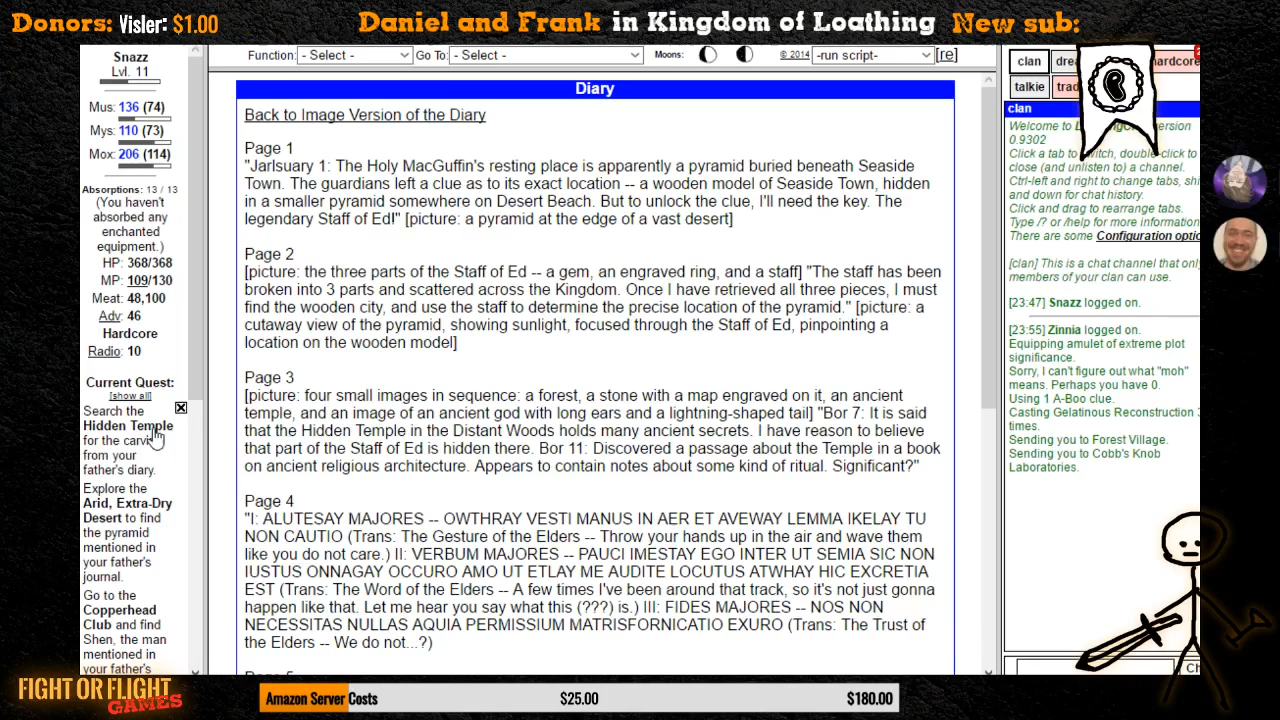 Donors: Visler: $1.00
Daniel and Frank in Kingdom of Loathing
New sub:
Snazz
Lvl. 11
Mus: 136 (74)
Mys: 110 (73)
Mox: 206 (114)
Absorptions: 13 / 13
(You haven't
absorbed any
enchanted
equipment.)
HP: 368/368
MP: 109/130
Meat: 48,100
Adv: 46
Hardcore
Radio: 10
Current Quest:
[show all]
Search the
Hidden Temple
for the
from your
father's diary.
Explore the
Arid, Extra-Dry
Desert to find
the pyramid
mentioned in
your father's
journal.
Go to the
Copperhead
Club and find
Shen, the man
mentioned in
your father's
Function: - Select - Go To: - Select - Moons: © 2014 -run script- [re]
Diary
Back to Image Version of the Diary
Page 1
"Jarlsuary 1: The Holy MacGuffin's resting place is apparently a pyramid buried beneath Seaside
Town. The guardians left a clue as to its exact location -- a wooden model of Seaside Town, hidden
in a smaller pyramid somewhere on Desert Beach. But to unlock the clue, I'll need the key. The
legendary Staff of Ed!" [picture: a pyramid at the edge of a vast desert]
Page 2
[picture: the three parts of the Staff of Ed -- a gem, an engraved ring, and a staff] "The staff has been
broken into 3 parts and scattered across the Kingdom. Once I have retrieved all three pieces, I must
find the wooden city, and use the staff to determine the precise location of the pyramid." [picture: a
cutaway view of the pyramid, showing sunlight, focused through the Staff of Ed, pinpointing a
location on the wooden model]
Page 3
[picture: four small images in sequence: a forest, a stone with a map engraved on it, an ancient
temple, and an image of an ancient god with long ears and a lightning-shaped tail] "Bor 7: It is said
that the Hidden Temple in the Distant Woods holds many ancient secrets. I have reason to believe
that part of the Staff of Ed is hidden there. Bor 11: Discovered a passage about the Temple in a book
on ancient religious architecture. Appears to contain notes about some kind of ritual. Significant?"
Page 4
"I: ALUTESAY MAJORES -- OWTHRAY VESTI MANUS IN AER ET AVEWAY LEMMA IKELAY TU
NON CAUTIO (Trans: The Gesture of the Elders -- Throw your hands up in the air and wave them
like you do not care.) II: VERBUM MAJORES -- PAUCI IMESTAY EGO INTER UT SEMIA SIC NON
IUSTUS ONNAGAY OCCURO AMO UT ETLAY ME AUDITE LOCUTUS ATWHAY HIC EXCRETIA
EST (Trans: The Word of the Elders -- A few times I've been around that track, so it's not just gonna
happen like that. Let me hear you say what this (???) is.) III: FIDES MAJORES -- NOS NON
NECESSITAS NULLAS AQUIA PERMISSIUM MATRISFORNICATIO EXURO (Trans: The Trust of
the Elders -- We do not...?)
clan
talkie
clan
Welcome to
0.9302
Click a tab to double-click to
close (and unlisten to) a channel.
Ctrl-left and right to change tabs,
and down for chat history.
Click and drag to rearrange tabs.
Type /? or /help for more
There are some Configuration
[clan] This is a chat channel that
members of your clan can use.
[23:47] Snazz logged on.
[23:55] Zinnia logged on.
Equipping amulet of extreme plot
significance.
Sorry, I can't figure out what "moh"
means. Perhaps you have 0.
Using 1 A-Boo clue.
Casting Gelatinous Reconstruction
times.
Sending you to Forest Village.
Sending you to Cobb's Knob
Laboratories.
FIGHT OR FLIGHT
GAMES
Amazon Server Costs $25.00 $180.00